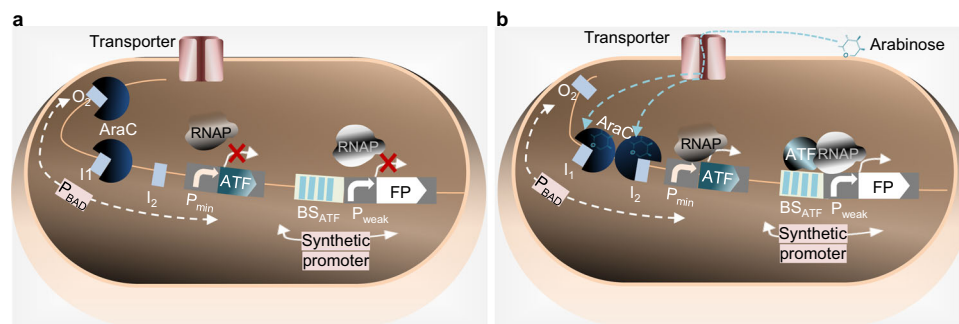 a
Transporter
O2
AraC
RNAP
RNAP
I1
ATF
FP
I2
Pmin
PBAD
BSATF
Pweak
Synthetic
promoter
b
Transporter
Arabinose
O2
AraC
RNAP
ATF
RNAP
I1
ATF
FP
I2
Pmin
PBAD
BSATF
Pweak
Synthetic
promoter